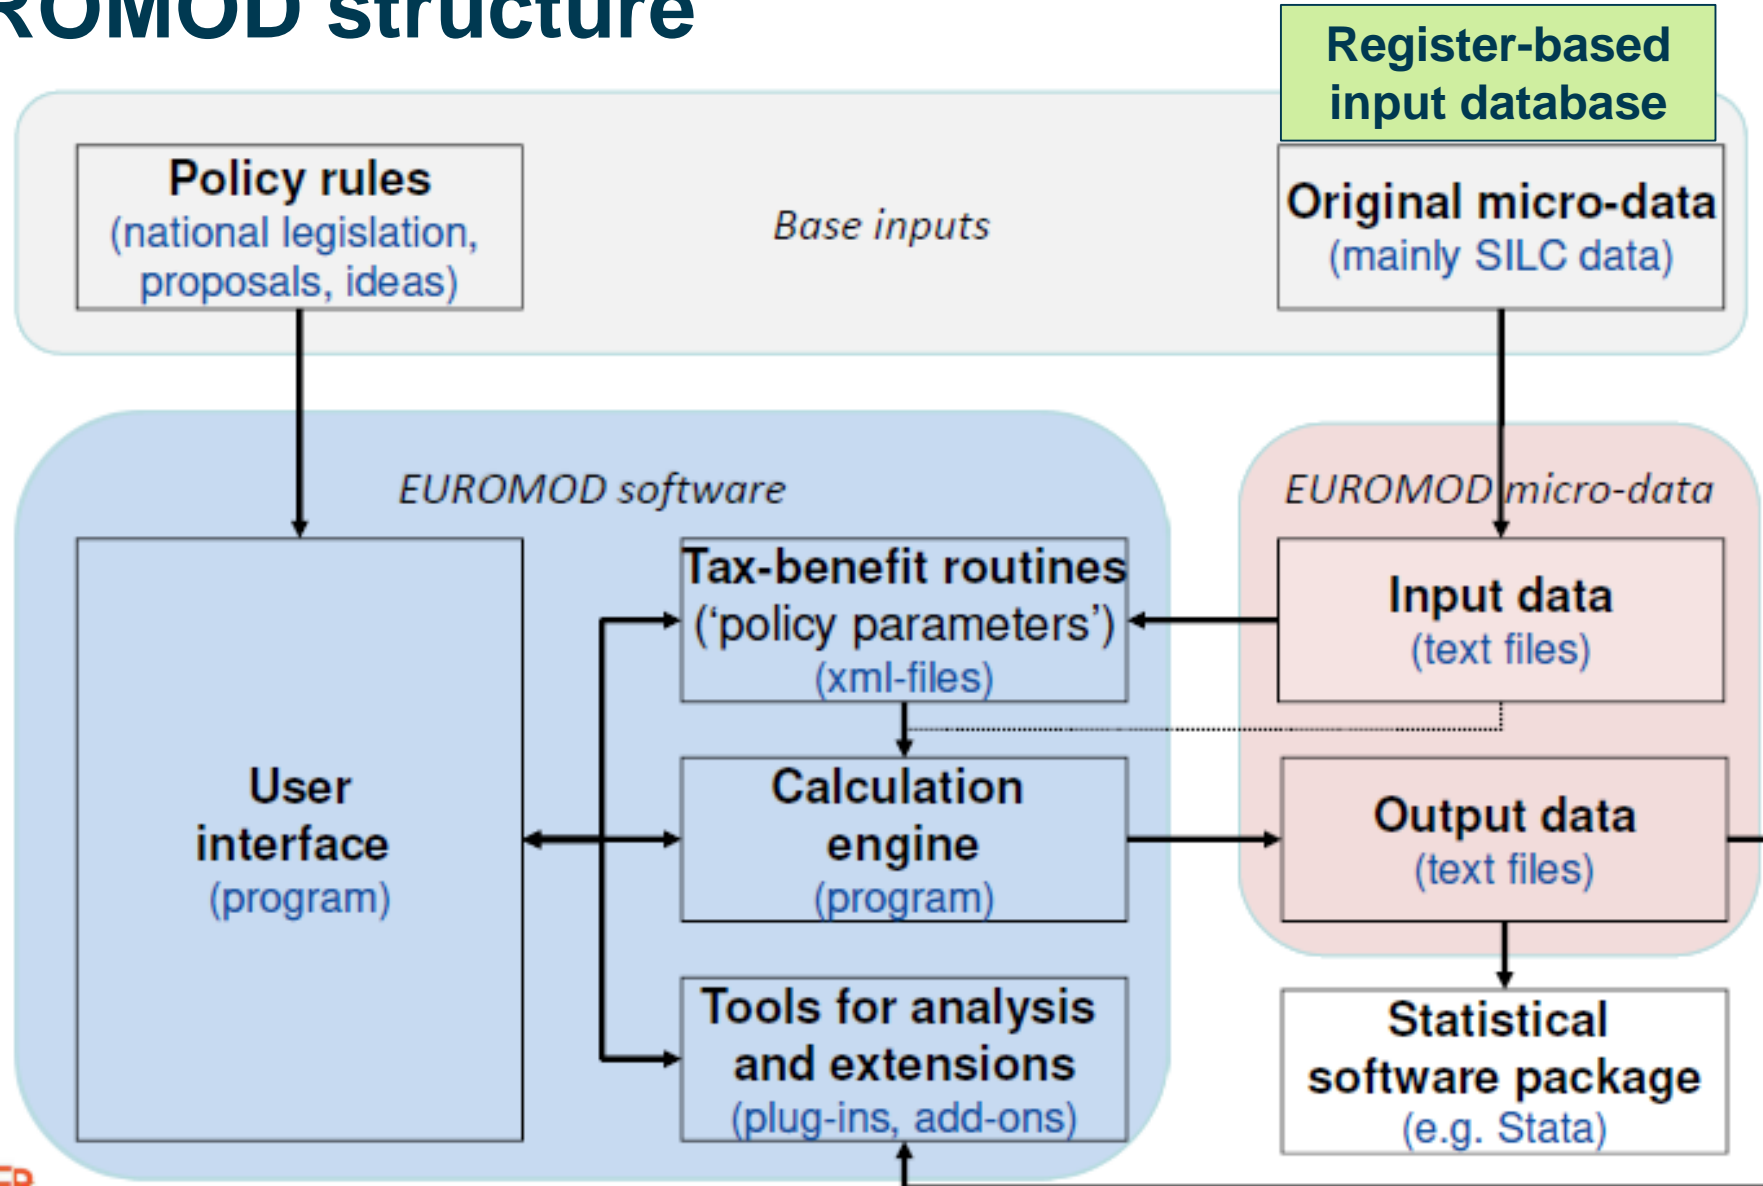 ROMOD structure
Register-based
input database
Policy rules
(national legislation,
proposals, ideas)
Base inputs
Original micro-data
(mainly SILC data)
EUROMOD software
EUROMOD micro-data
Tax-benefit routines
(‘policy parameters’)
(xml-files)
Input data
(text files)
User
interface
(program)
Calculation
engine
(program)
Output data
(text files)
Tools for analysis
and extensions
(plug-ins, add-ons)
Statistical
software package
(e.g. Stata)